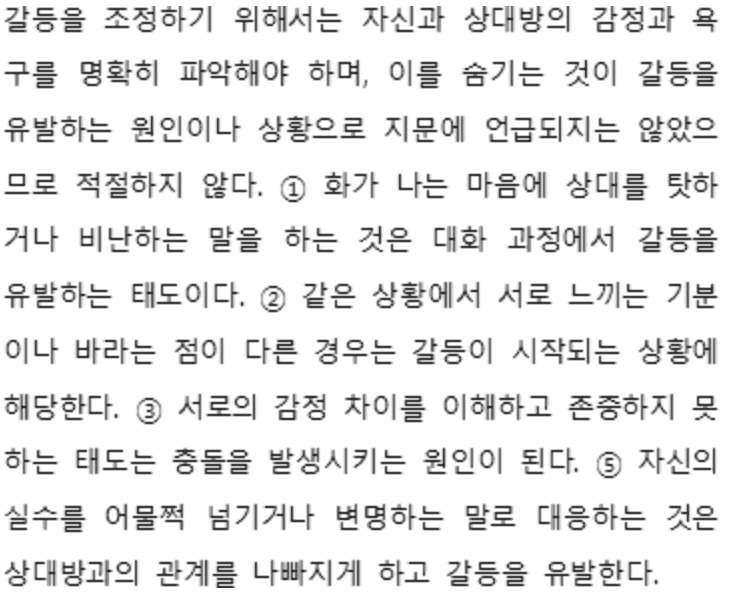 갈등을 조정하기 위해서는 자신과 상대방의 감정과 욕
구를 명확히 파악해야 하며, 이를 숨기는 것이 갈등을
유발하는 원인이나 상황으로 지문에 언급되지는 않았으
므로 적절하지 않다. ① 화가 나는 마음에 상대를 탓하
거나 비난하는 말을 하는 것은 대화 과정에서 갈등을
유발하는 태도이다. ② 같은 상황에서 서로 느끼는 기분
이나 바라는 점이 다른 경우는 갈등이 시작되는 상황에
해당한다. ③ 서로의 감정 차이를 이해하고 존중하지 못
하는 태도는 충돌을 발생시키는 원인이 된다. ⑤ 자신의
실수를 어물쩍 넘기거나 변명하는 말로 대응하는 것은
상대방과의 관계를 나빠지게 하고 갈등을 유발한다.